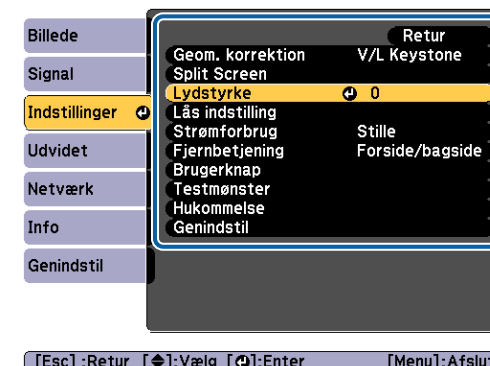 Billede
Signal
Indstillinger
Udvidet
Netværk
Info
Genindstil
Retur
Geom. korrektion V/L Keystone
Split Screen
Lydstyrke 0
Lås indstilling
Strømforbrug Stille
Fjernbetjening Forside/bagside
Brugerknap
Testmønster
Hukommelse
Genindstil
[Esc] :Retur [◆]:Vælg [⏎]:Enter [Menu]:Afslut